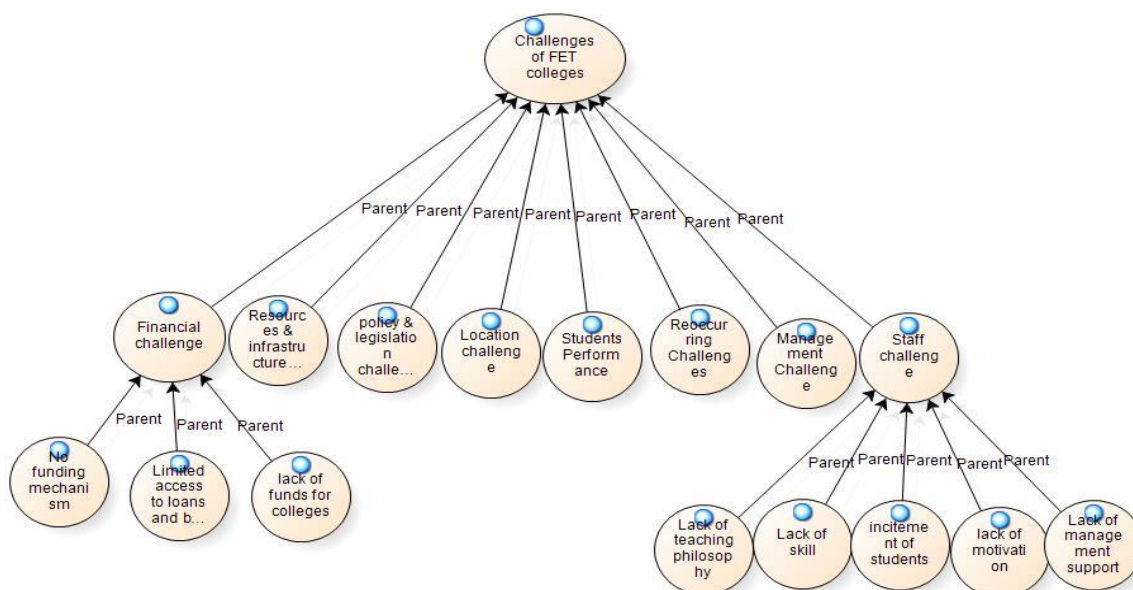 Challenges
of FET
colleges
Parent
Parent
Parent
Parent
Parent
Parent
Parent
Parent
Financial
challenge
Resourc
es &
infrastru
cture…
policy &
legislatio
n
challe…
Location
challeng
e
Students
Perform
ance
Reoccur
ring
Challeng
es
Manage
ment
Challeng
e
Staff
challeng
e
Parent
Parent
Parent
Parent
Parent
Parent
Parent
Parent
No
funding
mechani
sm
Limited
access
to loans
and b…
lack of
funds for
colleges
Lack of
teaching
philosop
hy
Lack of
skill
inciteme
nt of
students
lack of
motivati
on
Lack of
manage
ment
support